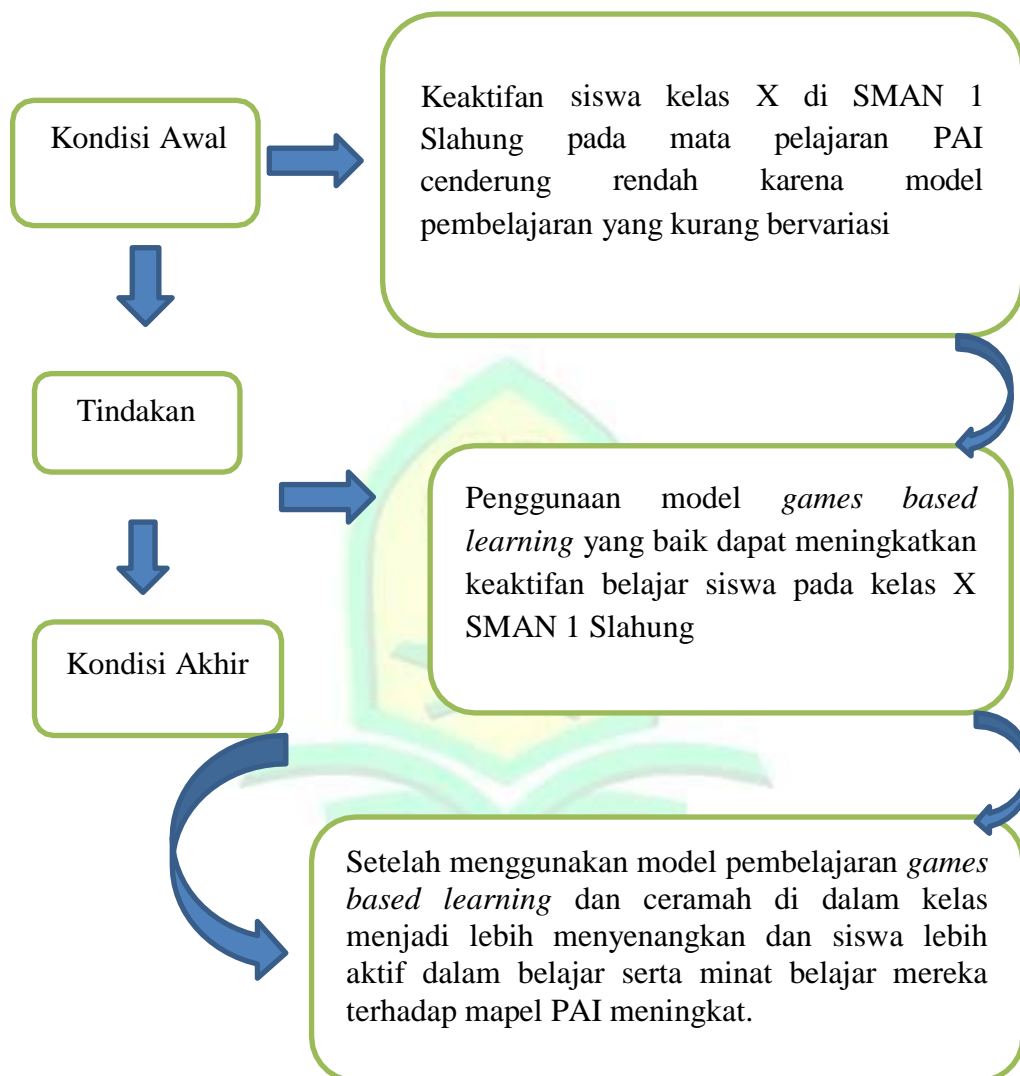 Kondisi Awal
Keaktifan siswa kelas X di SMAN 1
Slahung pada mata pelajaran PAI
cenderung rendah karena model
pembelajaran yang kurang bervariasi
Tindakan
Penggunaan model games based
learning yang baik dapat meningkatkan
keaktifan belajar siswa pada kelas X
SMAN 1 Slahung
Kondisi Akhir
Setelah menggunakan model pembelajaran games
based learning dan ceramah di dalam kelas
menjadi lebih menyenangkan dan siswa lebih
aktif dalam belajar serta minat belajar mereka
terhadap mapel PAI meningkat.